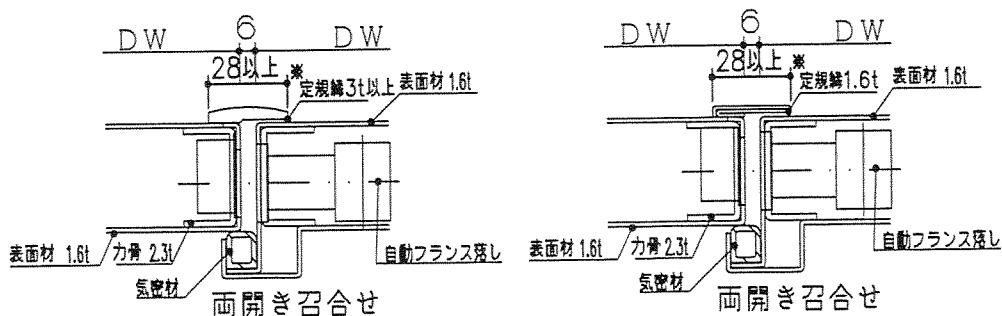 DW 6 DW
28以上 ※
定規縁3t以上
表面材 1.6t
表面材 1.6t
力骨 2.3t
自動フランス落し
気密材
両開き召合せ
DW 6 DW
28以上 ※
定規縁1.6t
表面材 1.6t
表面材 1.6t
力骨 2.3t
自動フランス落し
気密材
両開き召合せ